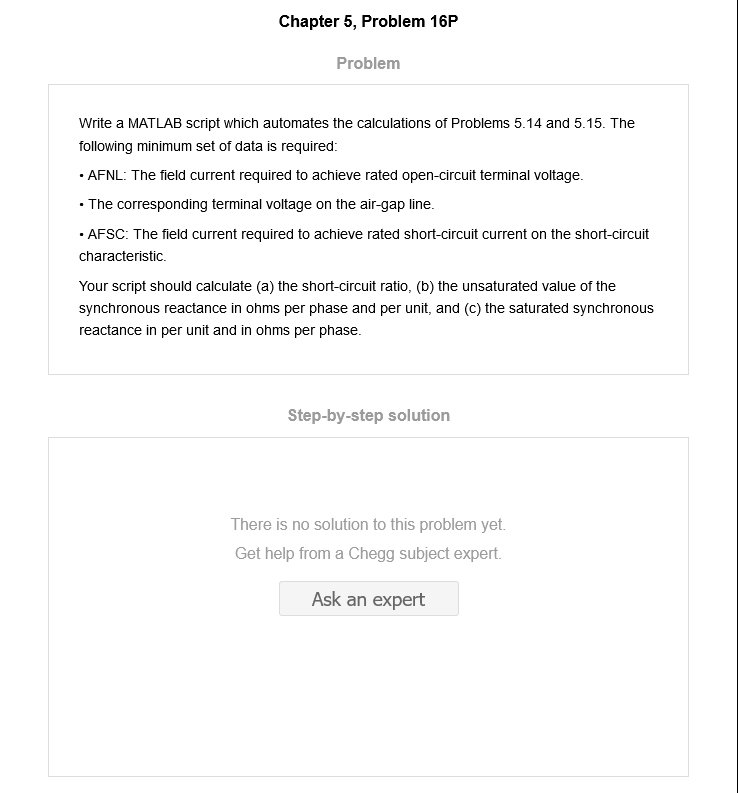 Chapter 5, Problem 16P
Problem
Write a MATLAB script which automates the calculations of Problems 5.14 and 5.15. The
following minimum set of data is required:
• AFNL: The field current required to achieve rated open-circuit terminal voltage.
• The corresponding terminal voltage on the air-gap line.
• AFSC: The field current required to achieve rated short-circuit current on the short-circuit
characteristic.
Your script should calculate (a) the short-circuit ratio, (b) the unsaturated value of the
synchronous reactance in ohms per phase and per unit, and (c) the saturated synchronous
reactance in per unit and in ohms per phase.
Step-by-step solution
There is no solution to this problem yet.
Get help from a Chegg subject expert.
Ask an expert